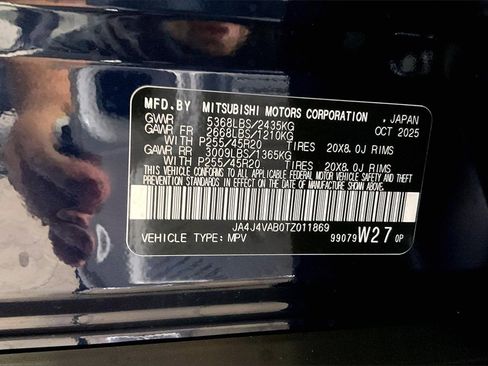 MFD.BY MITSUBISHI MOTORS CORPORATION , JAPAN
GVWR 5368LBS/2435KG OCT 2025
GAWR FR 2668LBS/1210KG
WITH P255/45R20 TIRES 20X8.0J RIMS
GAWR RR 3009LBS/1365KG
WITH P255/45R20 TIRES 20X8.0J RIMS
THIS VEHICLE CONFORMS TO ALL APPLICABLE
FEDERAL MOTOR VEHICLE SAFETY AND THEFT
PREVENTION STANDARDS IN EFFECT ON THE DATE
OF MANUFACTURE SHOWN ABOVE.
JA4J4VAB0TZ011869
VEHICLE TYPE: MPV 99079 W27 0P